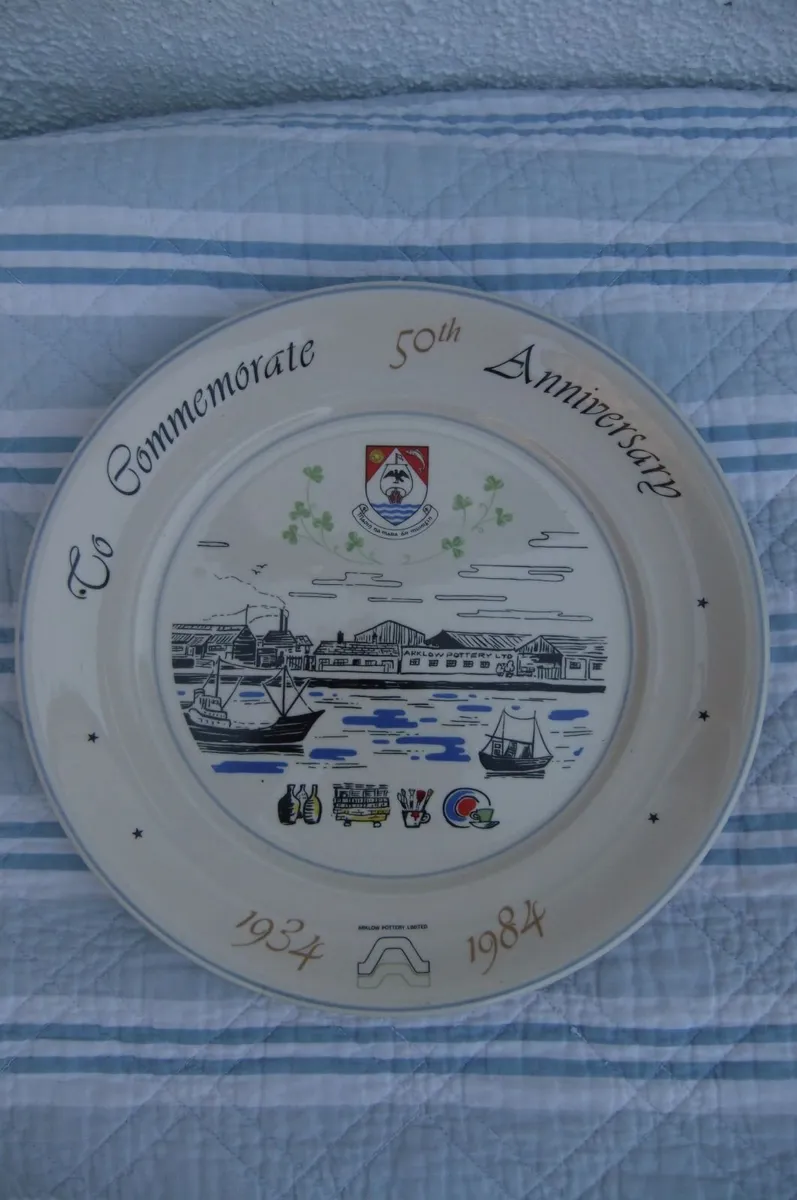 To Commemorate 50th Anniversary
ARKLOW POTTERY LTD
1934
ARKLOW POTTERY LIMITED
1984